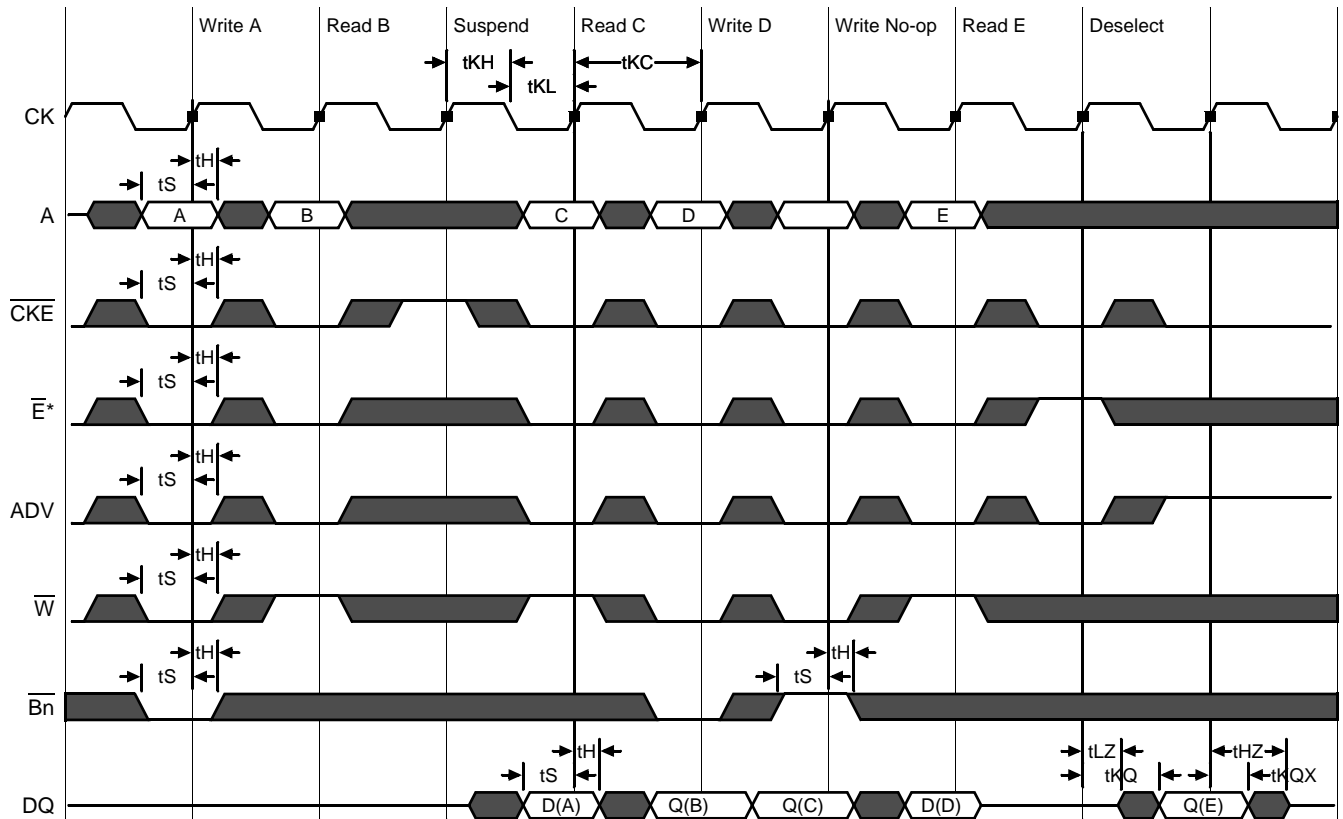 Write A Read B Suspend Read C Write D Write No-op Read E Deselect
tKH tKC
tKL
CK
tH
tS
A A B C D E
tH
tS
CKE
tH
tS
E*
tH
tS
ADV
tH
tS
W
tH tH
tS tS
Bn
tH tLZ tHZ
tS tKQ tKQX
DQ D(A) Q(B) Q(C) D(D) Q(E)